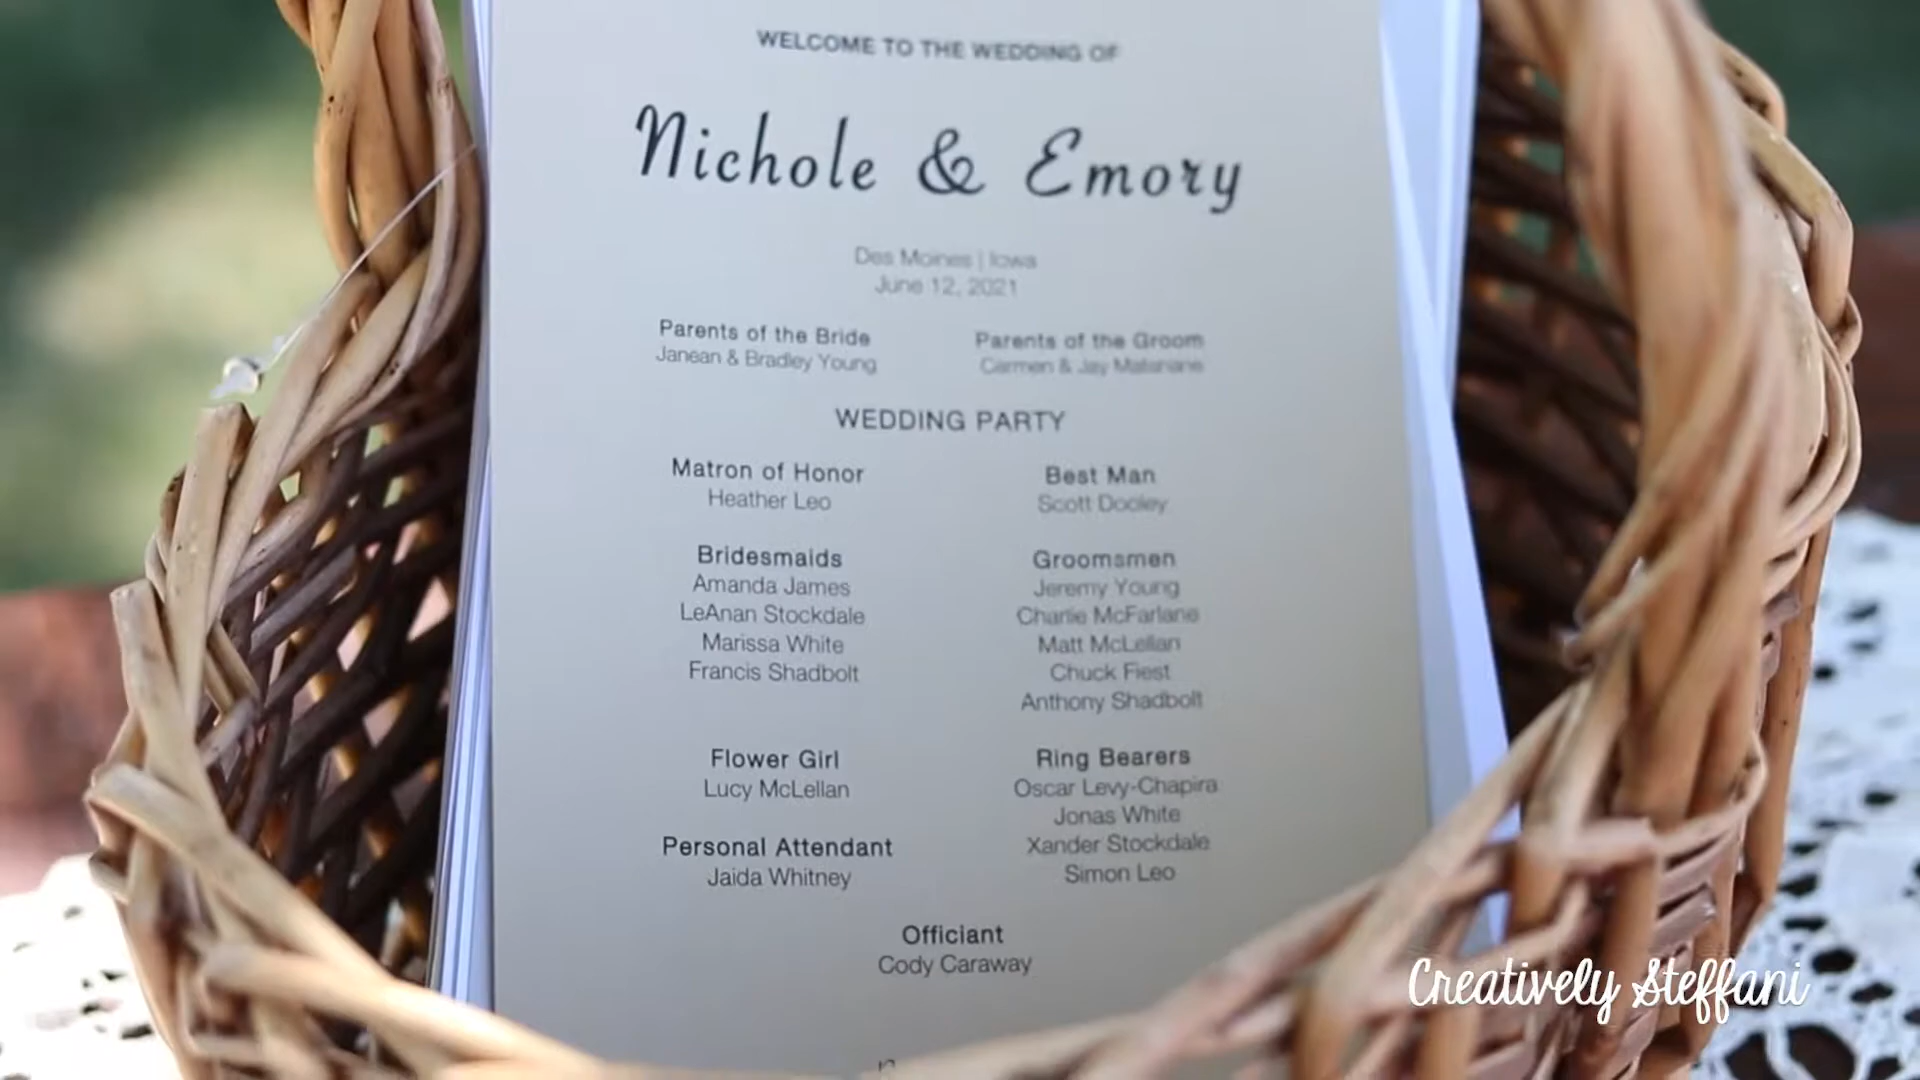 WELCOME TO THE WEDDING OF
Nichole & Emory
Des Moines | Iowa
June 12, 2021
Parents of the Bride
Janean & Bradley Young
Parents of the Groom
Carmen & Jay
WEDDING PARTY
Matron of Honor
Heather Leo
Best Man
Scott Dooley
Bridesmaids
Amanda James
LeAnan Stockdale
Marissa White
Francis Shadbolt
Groomsmen
Jeremy Young
Charlie McFarlane
Matt McLellan
Chuck Fiest
Anthony Shadbolt
Flower Girl
Lucy McLellan
Personal Attendant
Jaida Whitney
Ring Bearers
Oscar Levy-Chapira
Jonas White
Xander Stockdale
Simon Leo
Officiant
Cody Caraway
Creatively Steffani